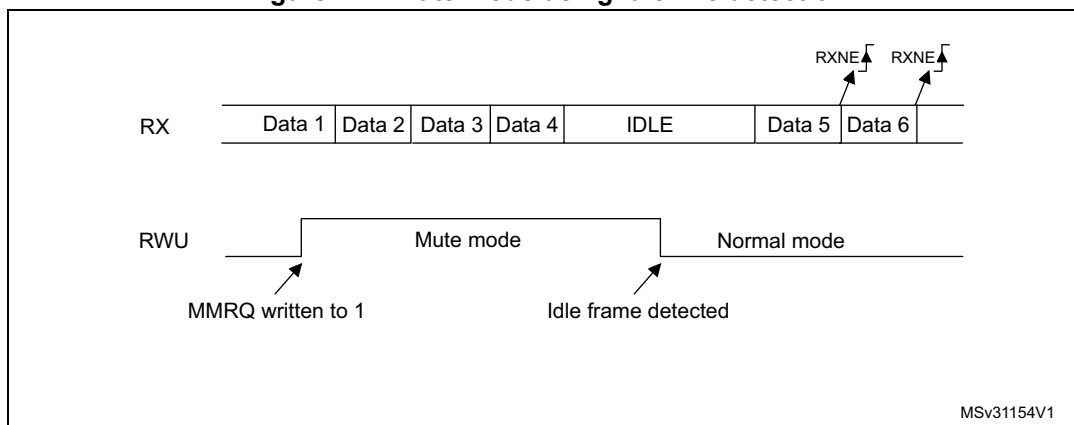 RXNE RXNE
RX Data 1 Data 2 Data 3 Data 4 IDLE Data 5 Data 6
RWU Mute mode Normal mode
MMRQ written to 1 Idle frame detected
MSv31154V1